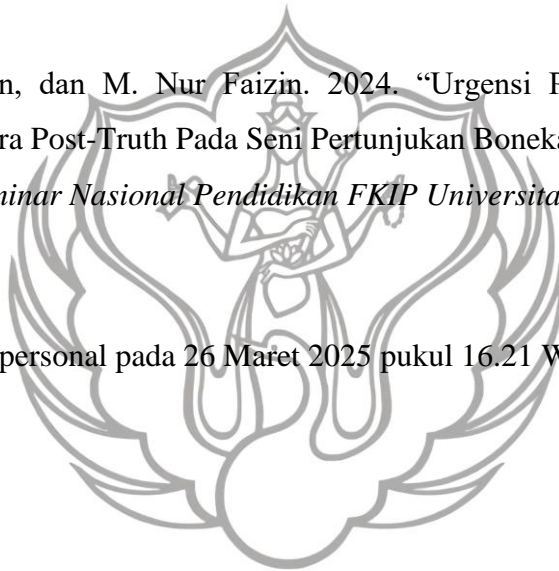 n, dan M. Nur Faizin. 2024. “Urgensi P
ra Post-Truth Pada Seni Pertunjukan Boneka
minar Nasional Pendidikan FKIP Universita
personal pada 26 Maret 2025 pukul 16.21 W